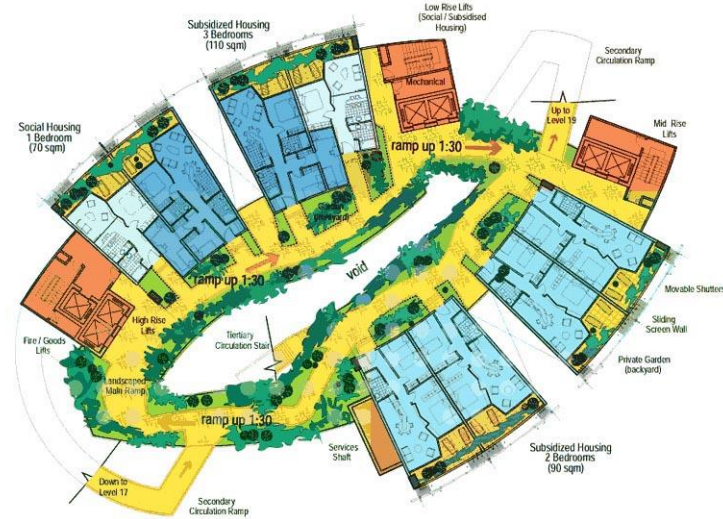 Subsidized Housing
3 Bedrooms
(110 sqm)
Low Rise Lifts
(Social / Subsidised
Housing)
Secondary
Circulation Ramp
Mechanical
Social Housing
1 Bedroom
(70 sqm)
Up to
Level 19
Mid Rise
Lifts
ramp up 1:30
Garden
void
ramp up 1:30
Movable Shutters
High Rise
Lifts
Sliding
Screen Wall
Fire / Goods
Lifts
Tertiary
Circulation Stair
Private Garden
(backyard)
Landscaped
Main Ramp
ramp up 1:30
Services
Shaft
Subsidized Housing
2 Bedrooms
(90 sqm)
Down to
Level 17
Secondary
Circulation Ramp